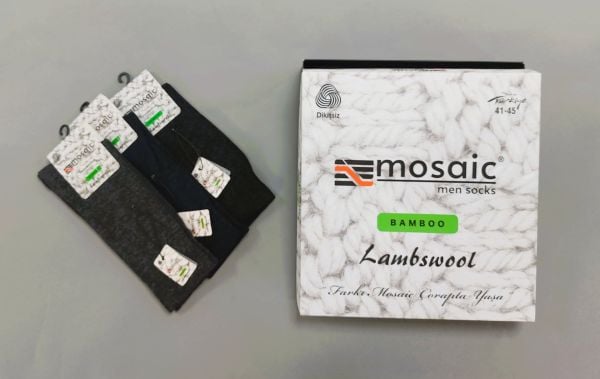 mosaic
Dikişsiz
Türkiye
41-45
mosaic®
men socks
BAMBOO
Lambswool
Farkı Mosaic Çorapta Yaşa